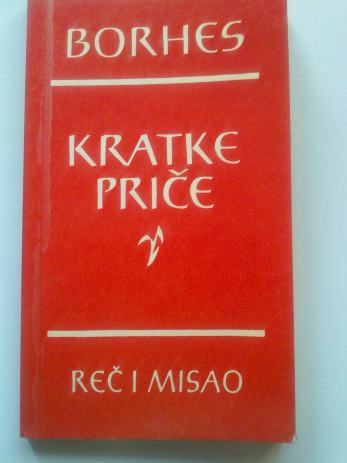 BORHES
KRATKE
PRIČE
REČ I MISAO